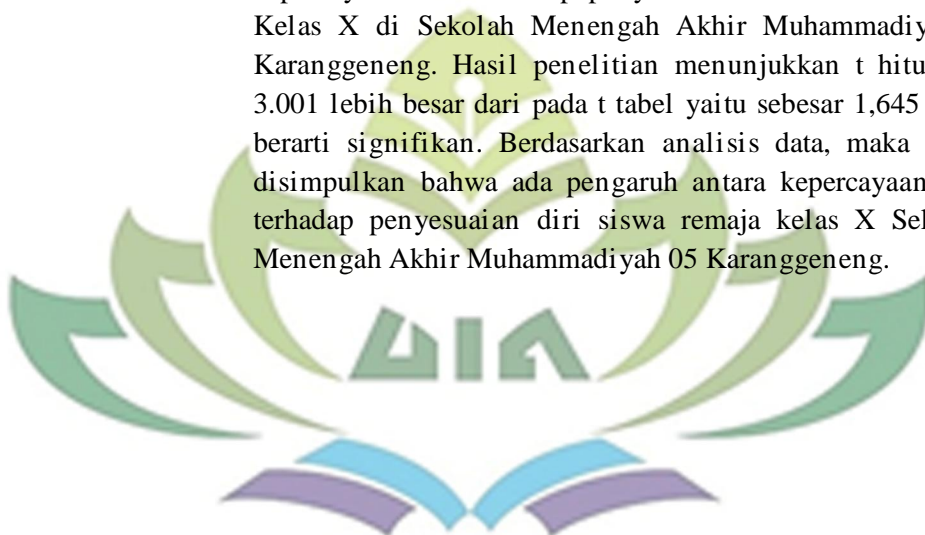 Kelas X di Sekolah Menengah Akhir Muhammadiy
Karanggeneng. Hasil penelitian menunjukkan t hitu
3.001 lebih besar dari pada t tabel yaitu sebesar 1,645
berarti signifikan. Berdasarkan analisis data, maka
disimpulkan bahwa ada pengaruh antara kepercayaan
terhadap penyesuaian diri siswa remaja kelas X Sel
Menengah Akhir Muhammadiyah 05 Karanggeneng.
UIN